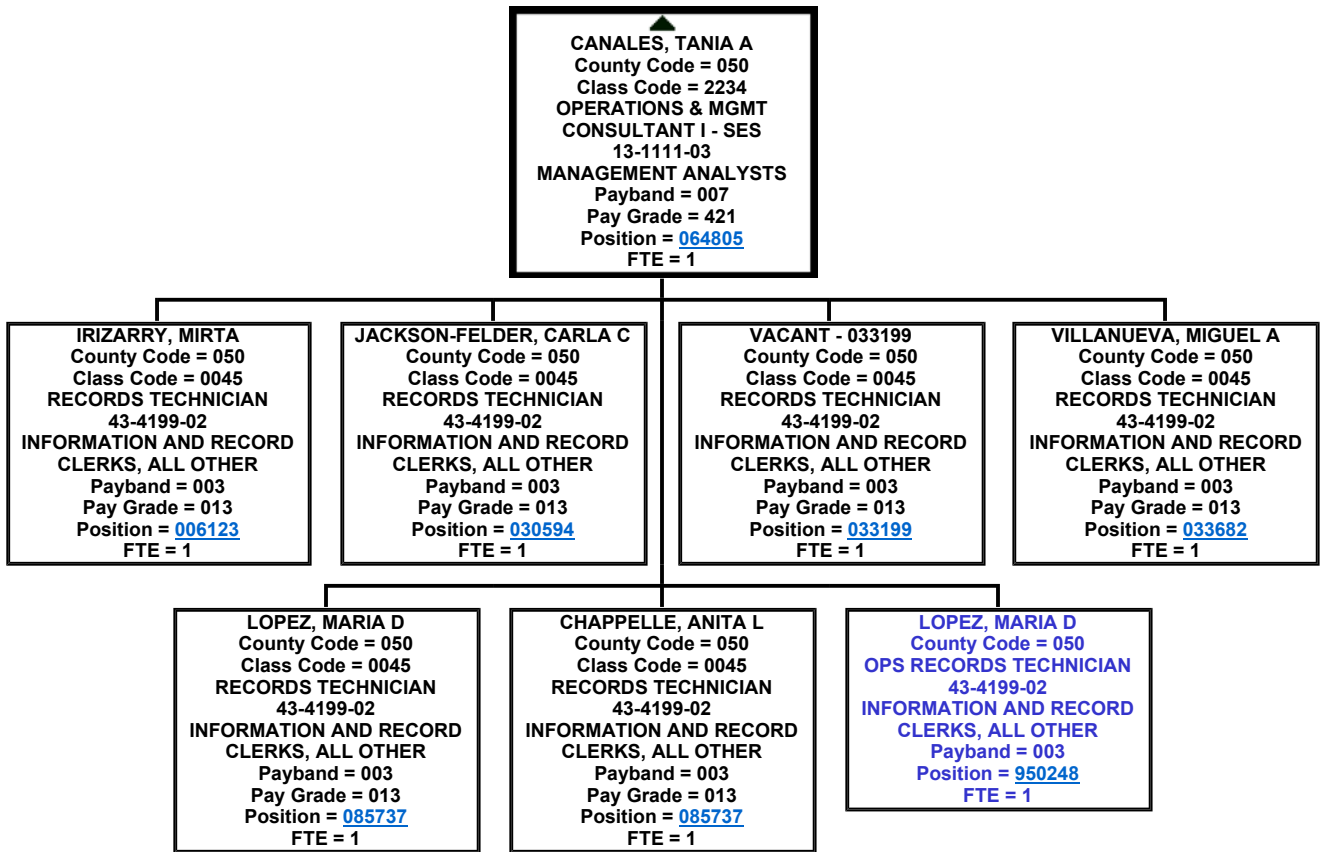 CANALES, TANIA A
County Code = 050
Class Code = 2234
OPERATIONS & MGMT
CONSULTANT I - SES
13-1111-03
MANAGEMENT ANALYSTS
Payband = 007
Pay Grade = 421
Position = 064805
FTE = 1
IRIZARRY, MIRTA
County Code = 050
Class Code = 0045
RECORDS TECHNICIAN
43-4199-02
INFORMATION AND RECORD
CLERKS, ALL OTHER
Payband = 003
Pay Grade = 013
Position = 006123
FTE = 1
JACKSON-FELDER, CARLA C
County Code = 050
Class Code = 0045
RECORDS TECHNICIAN
43-4199-02
INFORMATION AND RECORD
CLERKS, ALL OTHER
Payband = 003
Pay Grade = 013
Position = 030594
FTE = 1
VACANT - 033199
County Code = 050
Class Code = 0045
RECORDS TECHNICIAN
43-4199-02
INFORMATION AND RECORD
CLERKS, ALL OTHER
Payband = 003
Pay Grade = 013
Position = 033199
FTE = 1
VILLANUEVA, MIGUEL A
County Code = 050
Class Code = 0045
RECORDS TECHNICIAN
43-4199-02
INFORMATION AND RECORD
CLERKS, ALL OTHER
Payband = 003
Pay Grade = 013
Position = 033682
FTE = 1
LOPEZ, MARIA D
County Code = 050
Class Code = 0045
RECORDS TECHNICIAN
43-4199-02
INFORMATION AND RECORD
CLERKS, ALL OTHER
Payband = 003
Pay Grade = 013
Position = 085737
FTE = 1
CHAPPELLE, ANITA L
County Code = 050
Class Code = 0045
RECORDS TECHNICIAN
43-4199-02
INFORMATION AND RECORD
CLERKS, ALL OTHER
Payband = 003
Pay Grade = 013
Position = 085737
FTE = 1
LOPEZ, MARIA D
County Code = 050
OPS RECORDS TECHNICIAN
43-4199-02
INFORMATION AND RECORD
CLERKS, ALL OTHER
Payband = 003
Position = 950248
FTE = 1